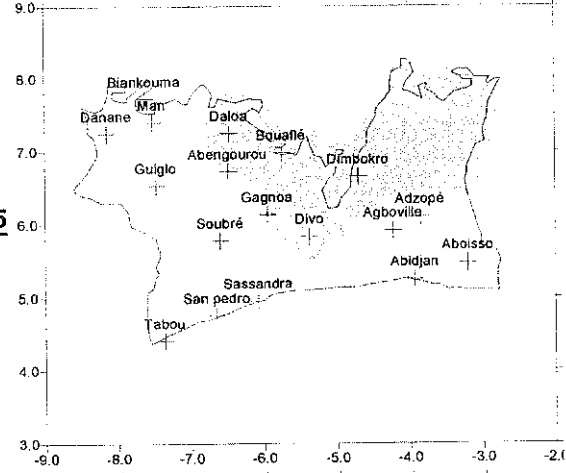 9.0
8.0
Biankouma
Man
Danane
Daloa
Bouaflé
7.0
Abengourou
Dimbokro
Guiglo
Gagnoa
Adzopé
Divo
Agboville
6.0
Soubré
Aboisso
Abidjan
Sassandra
5.0
San pedro
Tabou
4.0
3.0
-9.0 -8.0 -7.0 -6.0 -5.0 -4.0 -3.0 -2.0